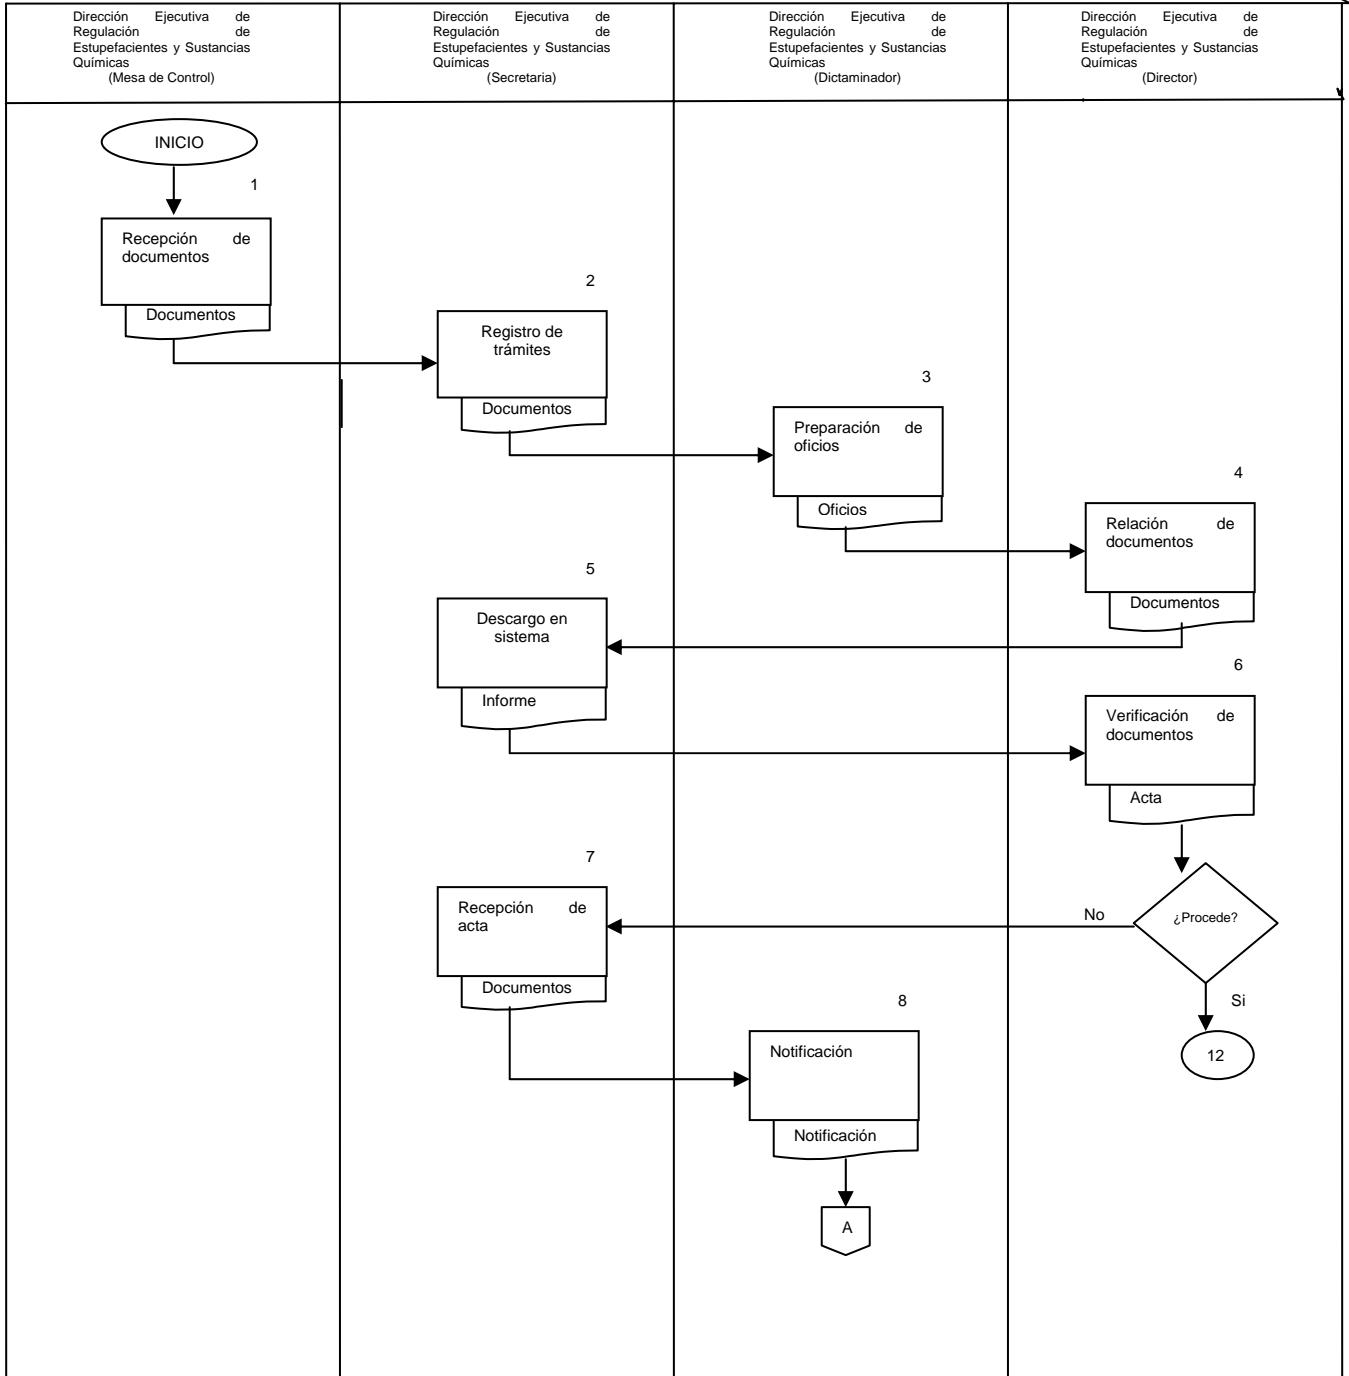 Dirección Ejecutiva de
Regulación de
Estupefacientes y Sustancias
Químicas
(Mesa de Control)
Dirección Ejecutiva de
Regulación de
Estupefacientes y Sustancias
Químicas
(Secretaria)
Dirección Ejecutiva de
Regulación de
Estupefacientes y Sustancias
Químicas
(Dictaminador)
Dirección Ejecutiva de
Regulación de
Estupefacientes y Sustancias
Químicas
(Director)
INICIO
1
Recepción de
documentos
Documentos
2
Registro de
trámites
Documentos
3
Preparación de
oficios
Oficios
4
Relación de
documentos
Documentos
5
Descargo en
sistema
Informe
6
Verificación de
documentos
Acta
¿Procede?
No
Si
12
7
Recepción de
acta
Documentos
8
Notificación
Notificación
A